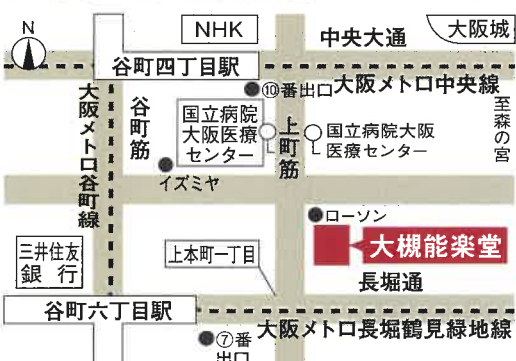 N
NHK
中央大通
大阪城
谷町四丁目駅
⑩番出口
大阪メトロ中央線
大阪メトロ谷町線
谷町筋
国立病院
大阪医療
センター
上町筋
国立病院大阪
医療センター
至森の宮
イズミヤ
ローソン
大槻能楽堂
三井住友
銀行
上本町一丁目
長堀通
谷町六丁目駅
大阪メトロ長堀鶴見緑地線
⑦番
出口